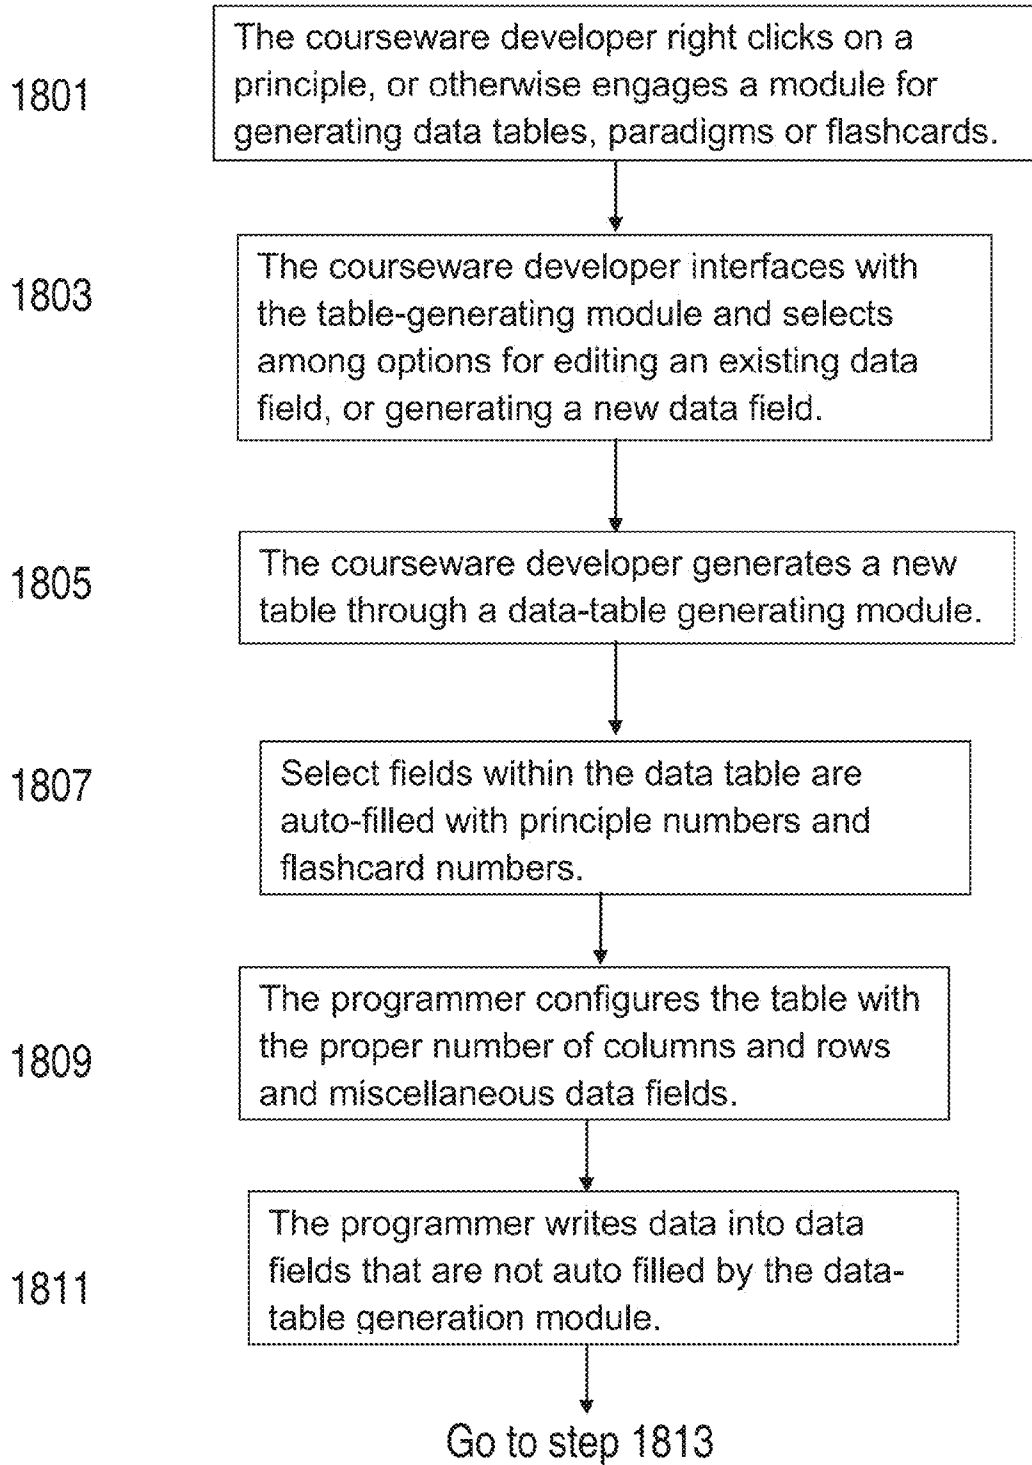 1801
The courseware developer right clicks on a
principle, or otherwise engages a module for
generating data tables, paradigms or flashcards.
1803
The courseware developer interfaces with
the table-generating module and selects
among options for editing an existing data
field, or generating a new data field.
1805
The courseware developer generates a new
table through a data-table generating module.
1807
Select fields within the data table are
auto-filled with principle numbers and
flashcard numbers.
1809
The programmer configures the table with
the proper number of columns and rows
and miscellaneous data fields.
1811
The programmer writes data into data
fields that are not auto filled by the data-
table generation module.
Go to step 1813